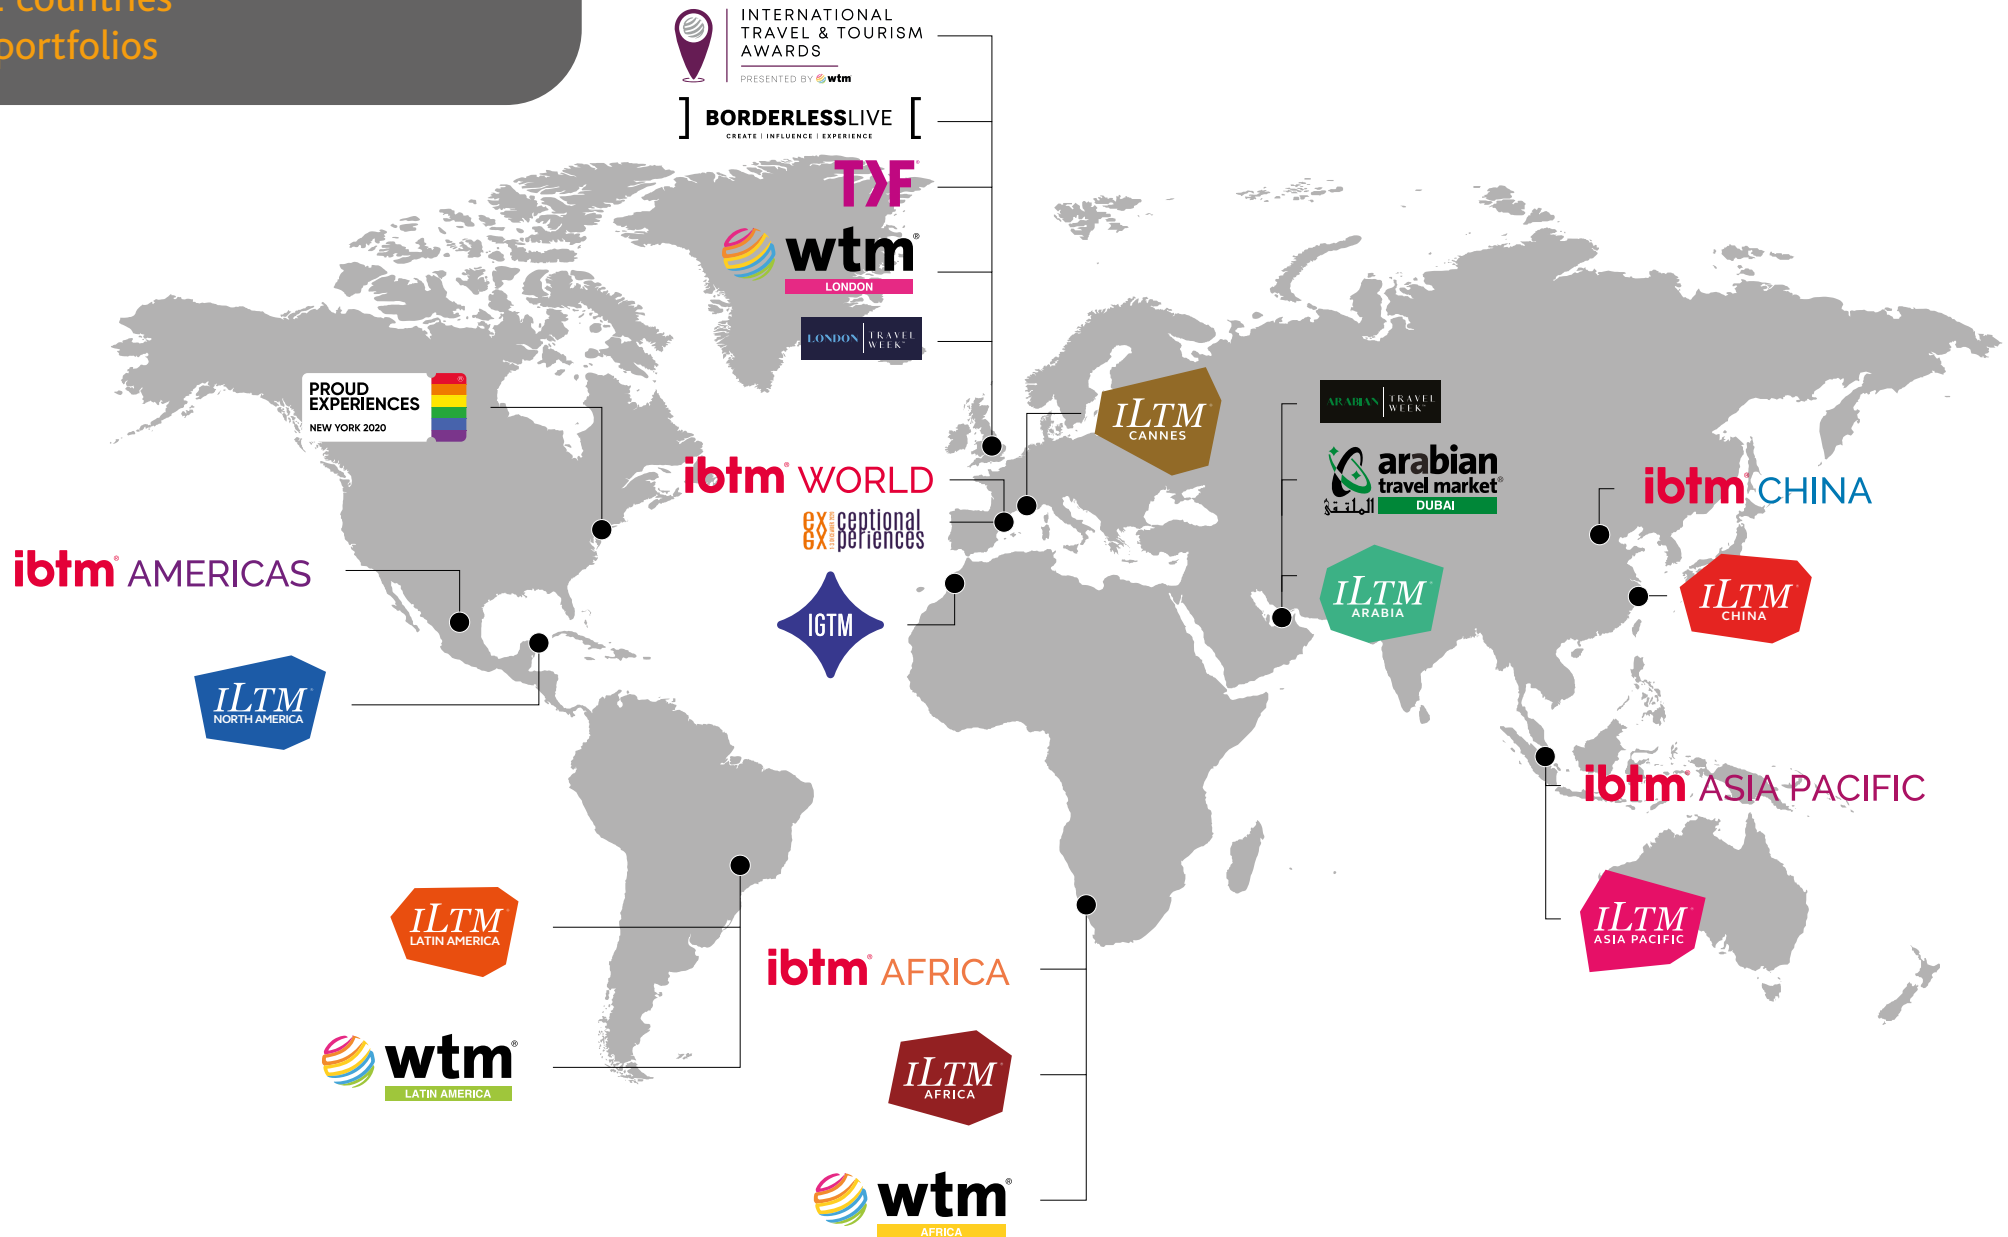 countries
portfolios
INTERNATIONAL
TRAVEL & TOURISM
AWARDS
PRESENTED BY wtm
] BORDERLESSLIVE [
CREATE | INFLUENCE | EXPERIENCE
TF
wtm®
LONDON
LONDON | TRAVEL
WEEK™
PROUD
EXPERIENCES
NEW YORK 2020
ILTM®
CANNES
ARABIAN | TRAVEL
WEEK™
arabian
travel market®
الملتقى
DUBAI
ibtm® WORLD
exceptional
experiences
ibtm® CHINA
ibtm® AMERICAS
IGTM
ILTM®
ARABIA
ILTM®
CHINA
ILTM®
NORTH AMERICA
ibtm® ASIA PACIFIC
ILTM®
LATIN AMERICA
ibtm® AFRICA
ILTM®
ASIA PACIFIC
wtm®
LATIN AMERICA
ILTM®
AFRICA
wtm®
AFRICA